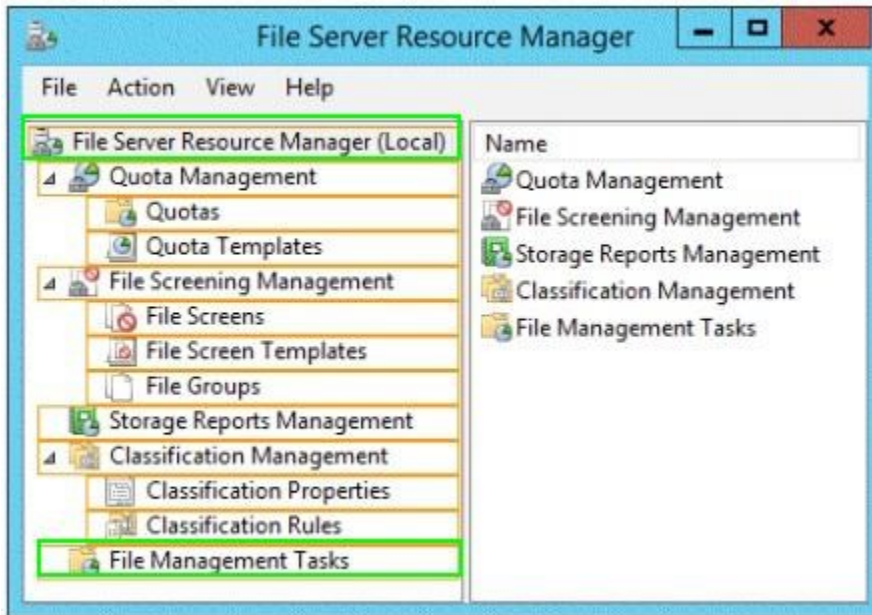 File Server Resource Manager
File Action View Help
File Server Resource Manager (Local)
Quota Management
Quotas
Quota Templates
File Screening Management
File Screens
File Screen Templates
File Groups
Storage Reports Management
Classification Management
Classification Properties
Classification Rules
File Management Tasks
Name
Quota Management
File Screening Management
Storage Reports Management
Classification Management
File Management Tasks